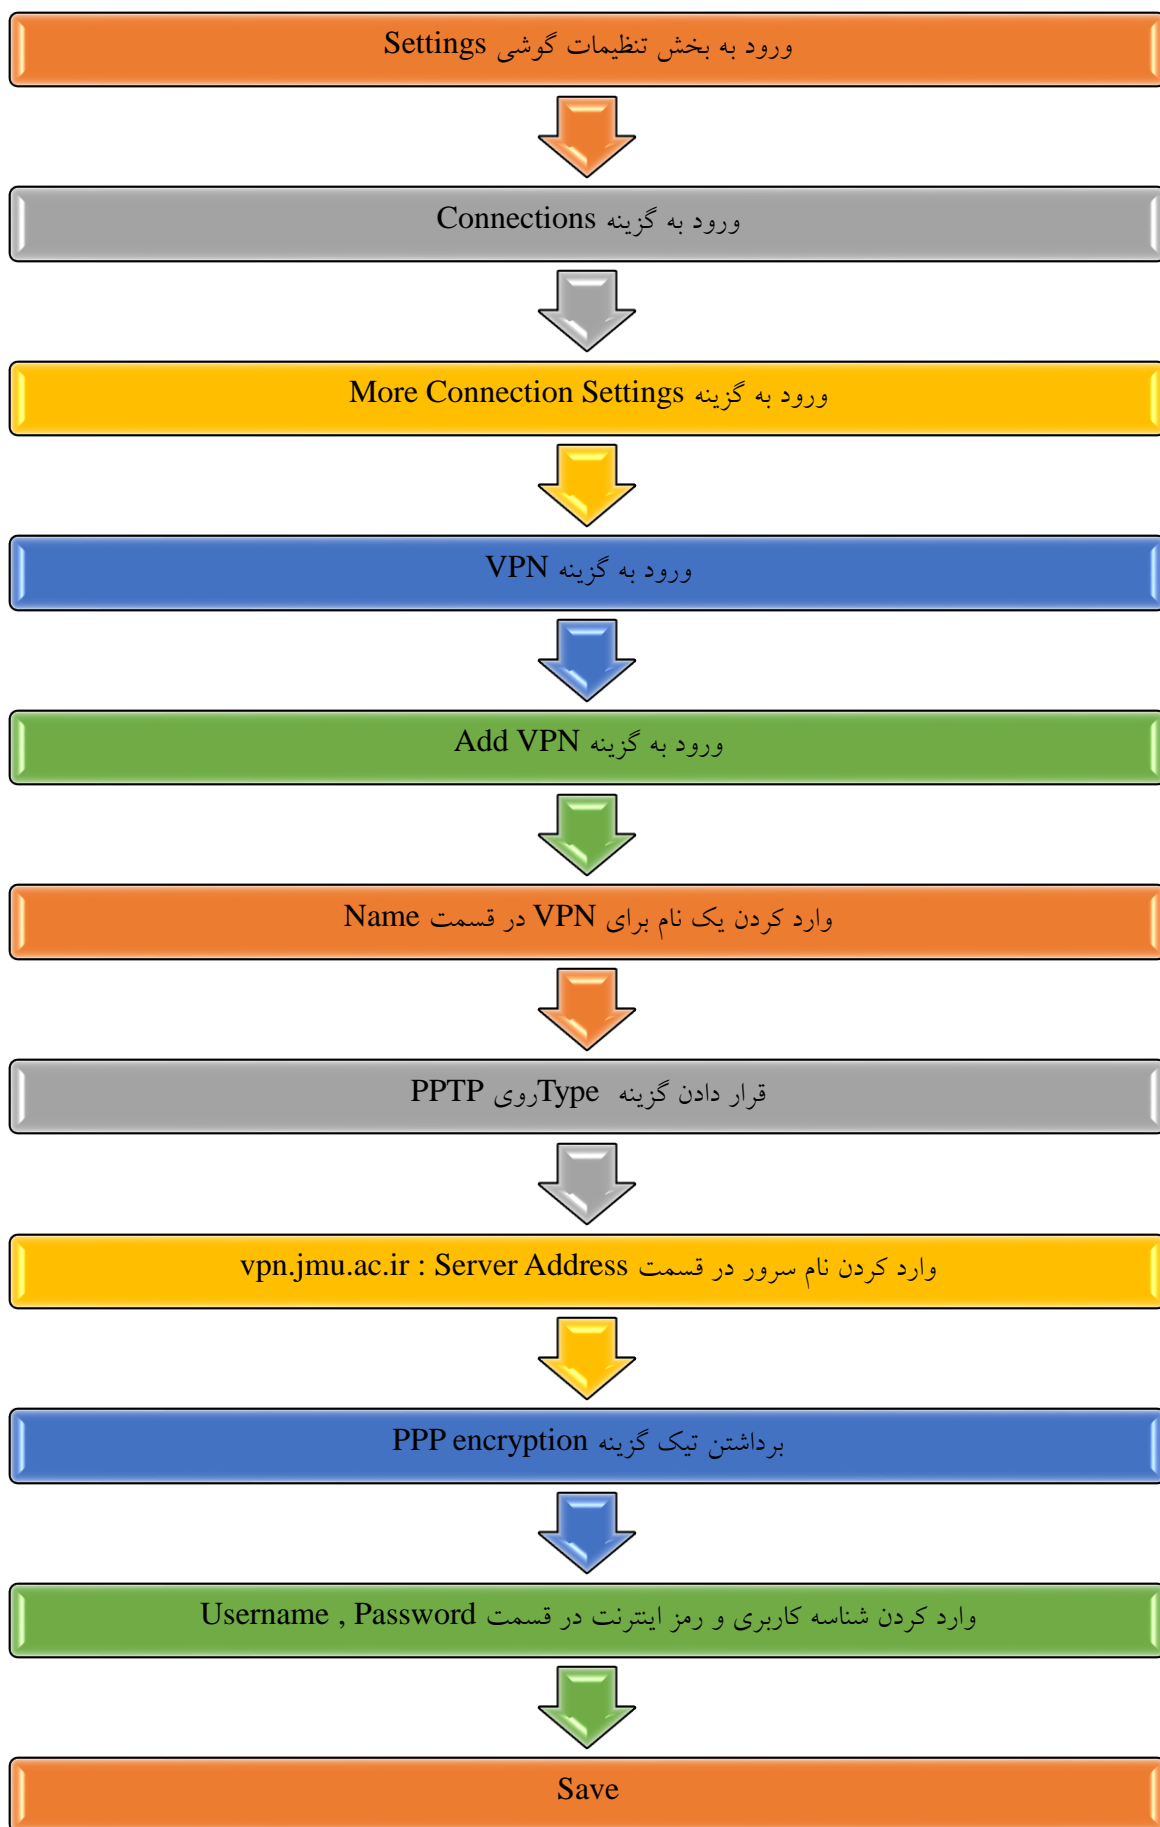 ورود به بخش تنظیمات گوشی Settings
ورود به گزینه Connections
ورود به گزینه More Connection Settings
ورود به گزینه VPN
ورود به گزینه Add VPN
وارد کردن یک نام برای VPN در قسمت Name
قرار دادن گزینه Typeروی PPTP
وارد کردن نام سرور در قسمت vpn.jmu.ac.ir : Server Address
برداشتن تیک گزینه PPP encryption
وارد کردن شناسه کاربری و رمز اینترنت در قسمت Username , Password
Save